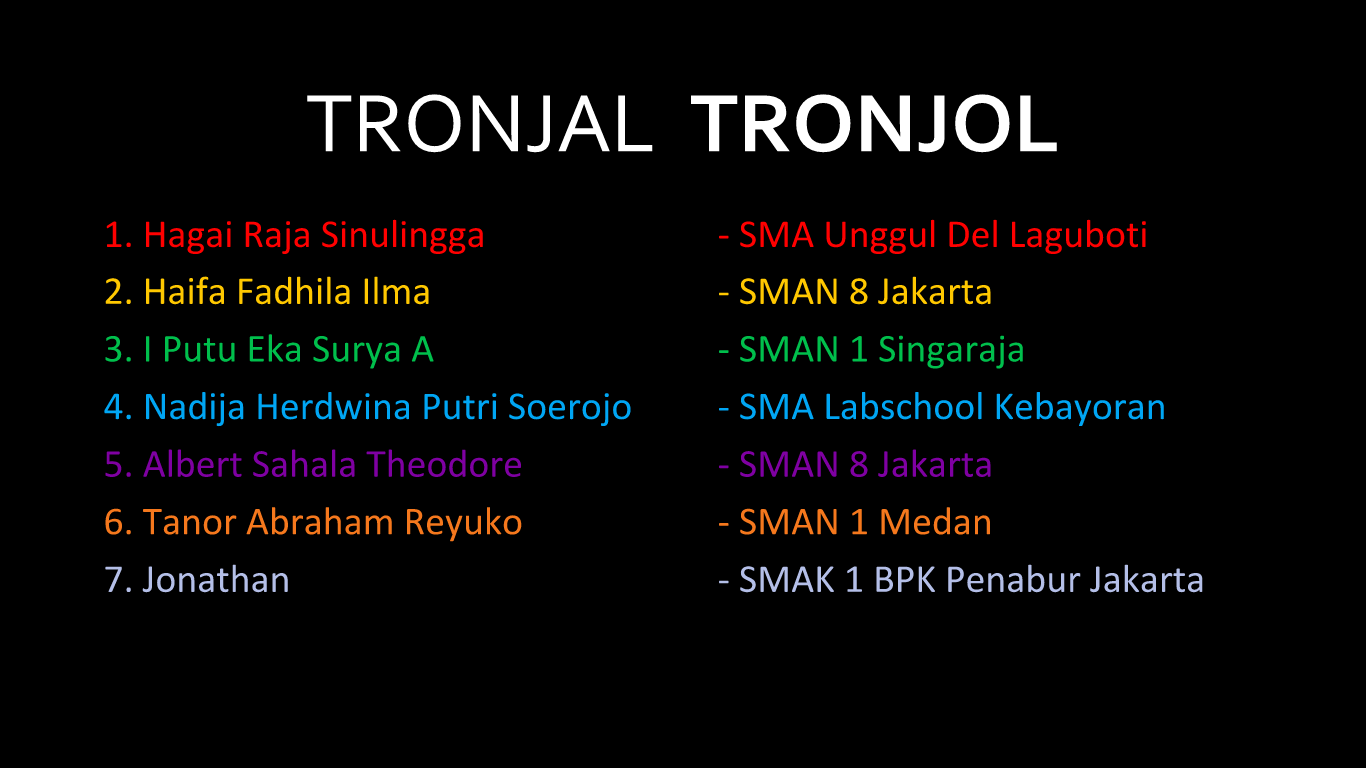 TRONJAL TRONJOL
1. Hagai Raja Sinulingga - SMA Unggul Del Laguboti
2. Haifa Fadhila Ilma - SMAN 8 Jakarta
3. I Putu Eka Surya A - SMAN 1 Singaraja
4. Nadija Herdwina Putri Soerojo - SMA Labschool Kebayoran
5. Albert Sahala Theodore - SMAN 8 Jakarta
6. Tanor Abraham Reyuko - SMAN 1 Medan
7. Jonathan - SMAK 1 BPK Penabur Jakarta